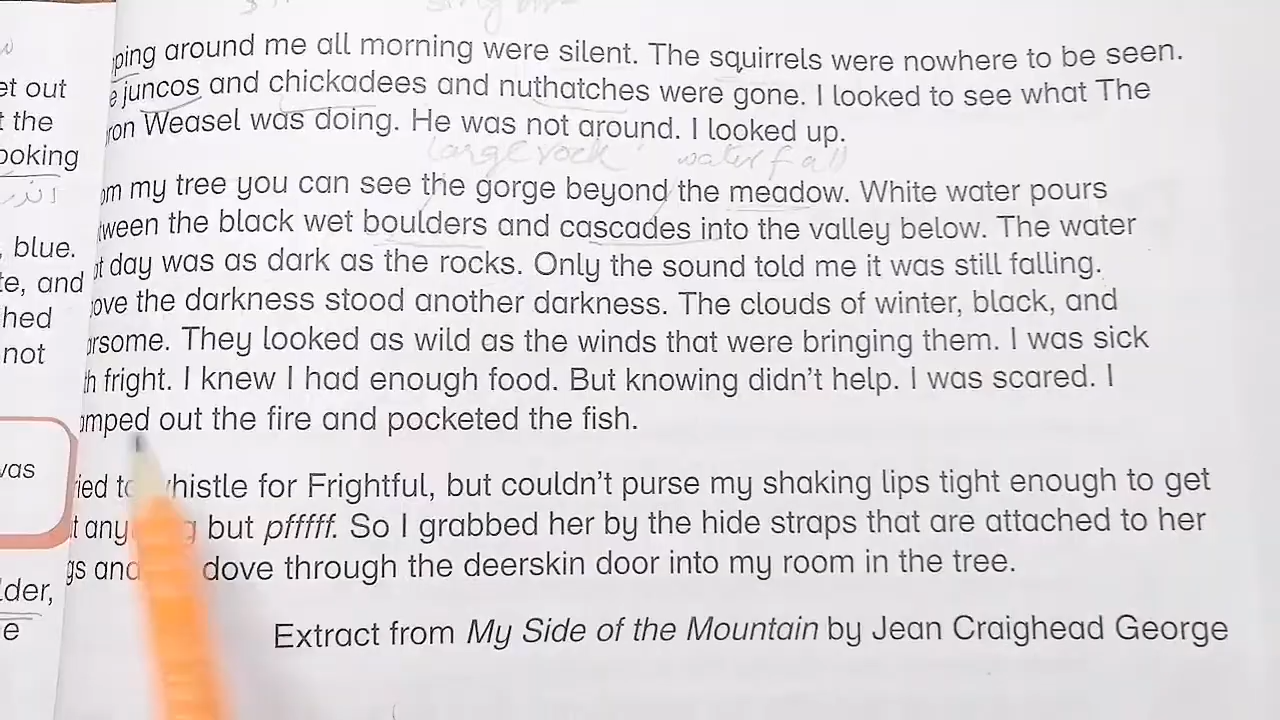 large rock waterfall
et out
t the
ooking
, blue.
te, and
hed
not
was
lder,
e
ping around me all morning were silent. The squirrels were nowhere to be seen.
e juncos and chickadees and nuthatches were gone. I looked to see what The
ron Weasel was doing. He was not around. I looked up.
om my tree you can see the gorge beyond the meadow. White water pours
tween the black wet boulders and cascades into the valley below. The water
t day was as dark as the rocks. Only the sound told me it was still falling.
ove the darkness stood another darkness. The clouds of winter, black, and
rsome. They looked as wild as the winds that were bringing them. I was sick
th fright. I knew I had enough food. But knowing didn't help. I was scared. I
amped out the fire and pocketed the fish.
ried to whistle for Frightful, but couldn't purse my shaking lips tight enough to get
t any g but pfffff. So I grabbed her by the hide straps that are attached to her
gs and dove through the deerskin door into my room in the tree.
Extract from My Side of the Mountain by Jean Craighead George